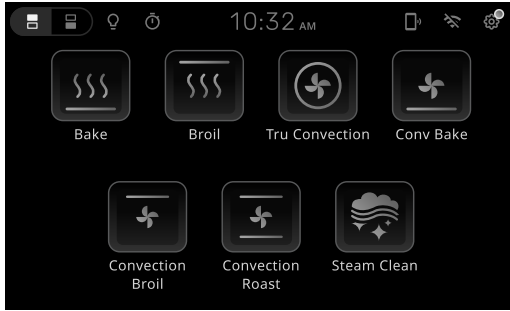 10:32 AM
Bake
Broil
Tru Convection
Conv Bake
Convection
Broil
Convection
Roast
Steam Clean